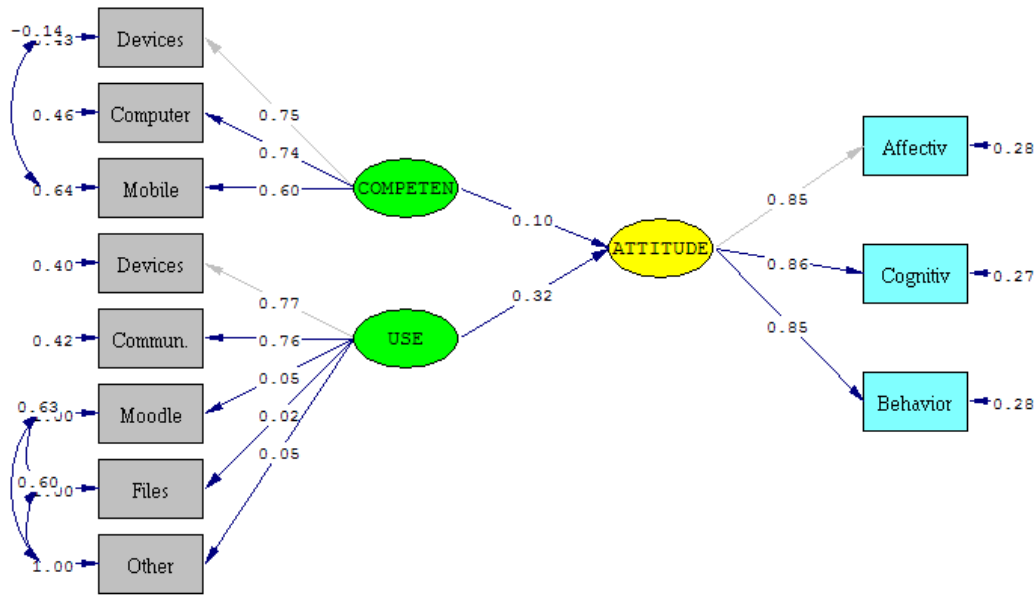 -0.14
Devices
0.75
0.46
Computer
0.74
0.64
Mobile
0.60
COMPETEN
0.10
0.40
Devices
0.77
0.42
Commun.
0.76
USE
0.32
0.63
Moodle
0.05
0.60
Files
0.02
1.00
Other
0.05
ATTITUDE
0.85
Affectiv
0.28
0.86
Cognitiv
0.27
0.85
Behavior
0.28